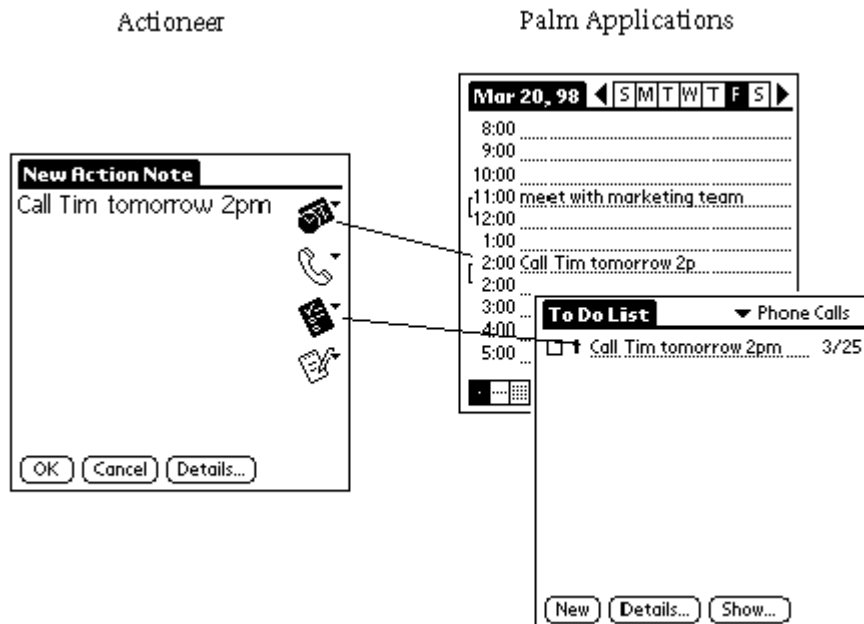 Actioneer
Palm Applications
New Action Note
Call Tim tomorrow 2pm
OK Cancel Details...
Mar 20, 98 S M T W T F S
8:00
9:00
10:00
11:00 meet with marketing team
12:00
1:00
2:00 Call Tim tomorrow 2p
2:00
3:00
4:00
5:00
To Do List Phone Calls
1 Call Tim tomorrow 2pm 3/25
New Details... Show...